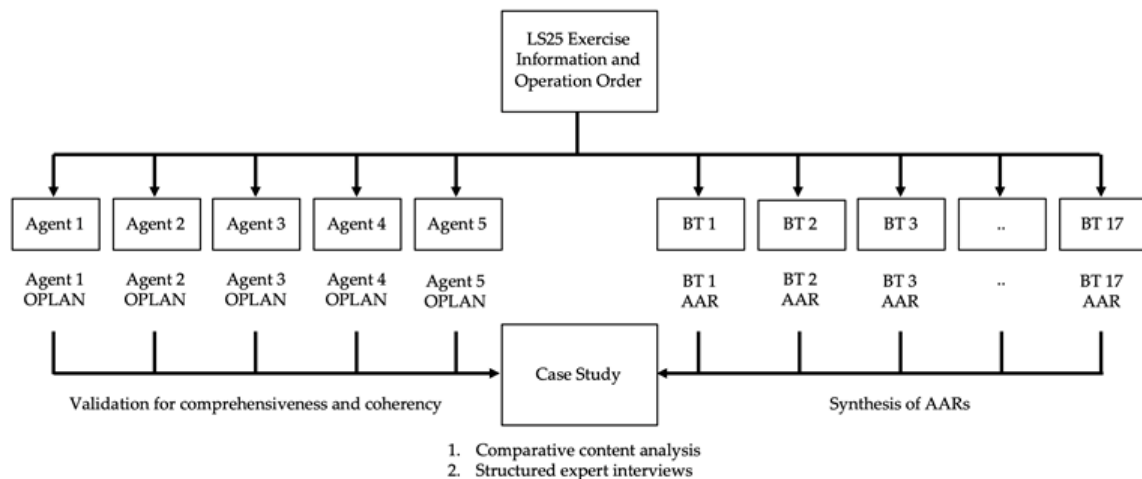 LS25 Exercise
Information and
Operation Order
Agent 1
Agent 2
Agent 3
Agent 4
Agent 5
BT 1
BT 2
BT 3
..
BT 17
Agent 1
OPLAN
Agent 2
OPLAN
Agent 3
OPLAN
Agent 4
OPLAN
Agent 5
OPLAN
BT 1
AAR
BT 2
AAR
BT 3
AAR
..
BT 17
AAR
Case Study
Validation for comprehensiveness and coherency
Synthesis of AARs
1. Comparative content analysis
2. Structured expert interviews